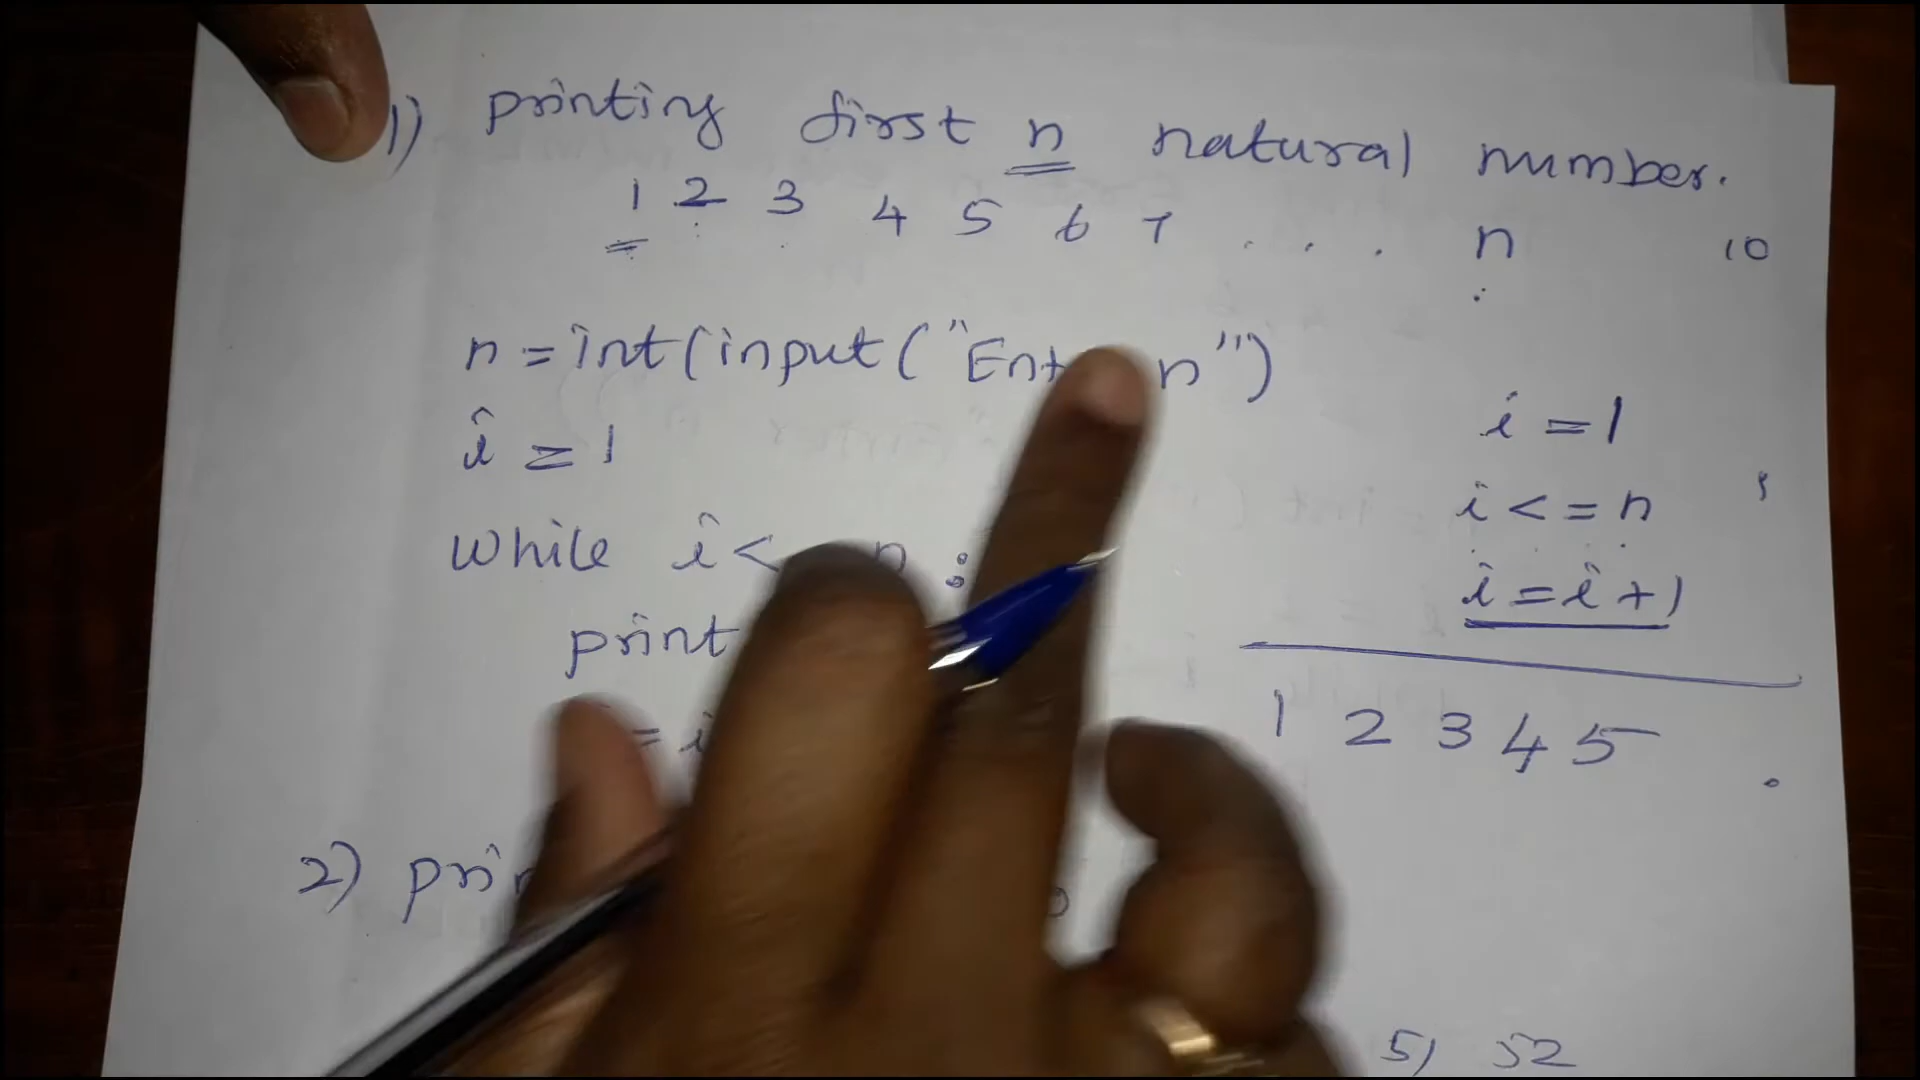 1) printing first n natural number.
1 2 3 4 5 6 7 . . . n 10
n = int(input("Ent n")
i = 1
while i < n :
print
= i
i = 1
i <= n
i = i + 1
1 2 3 4 5 .
2) prin
5) 52